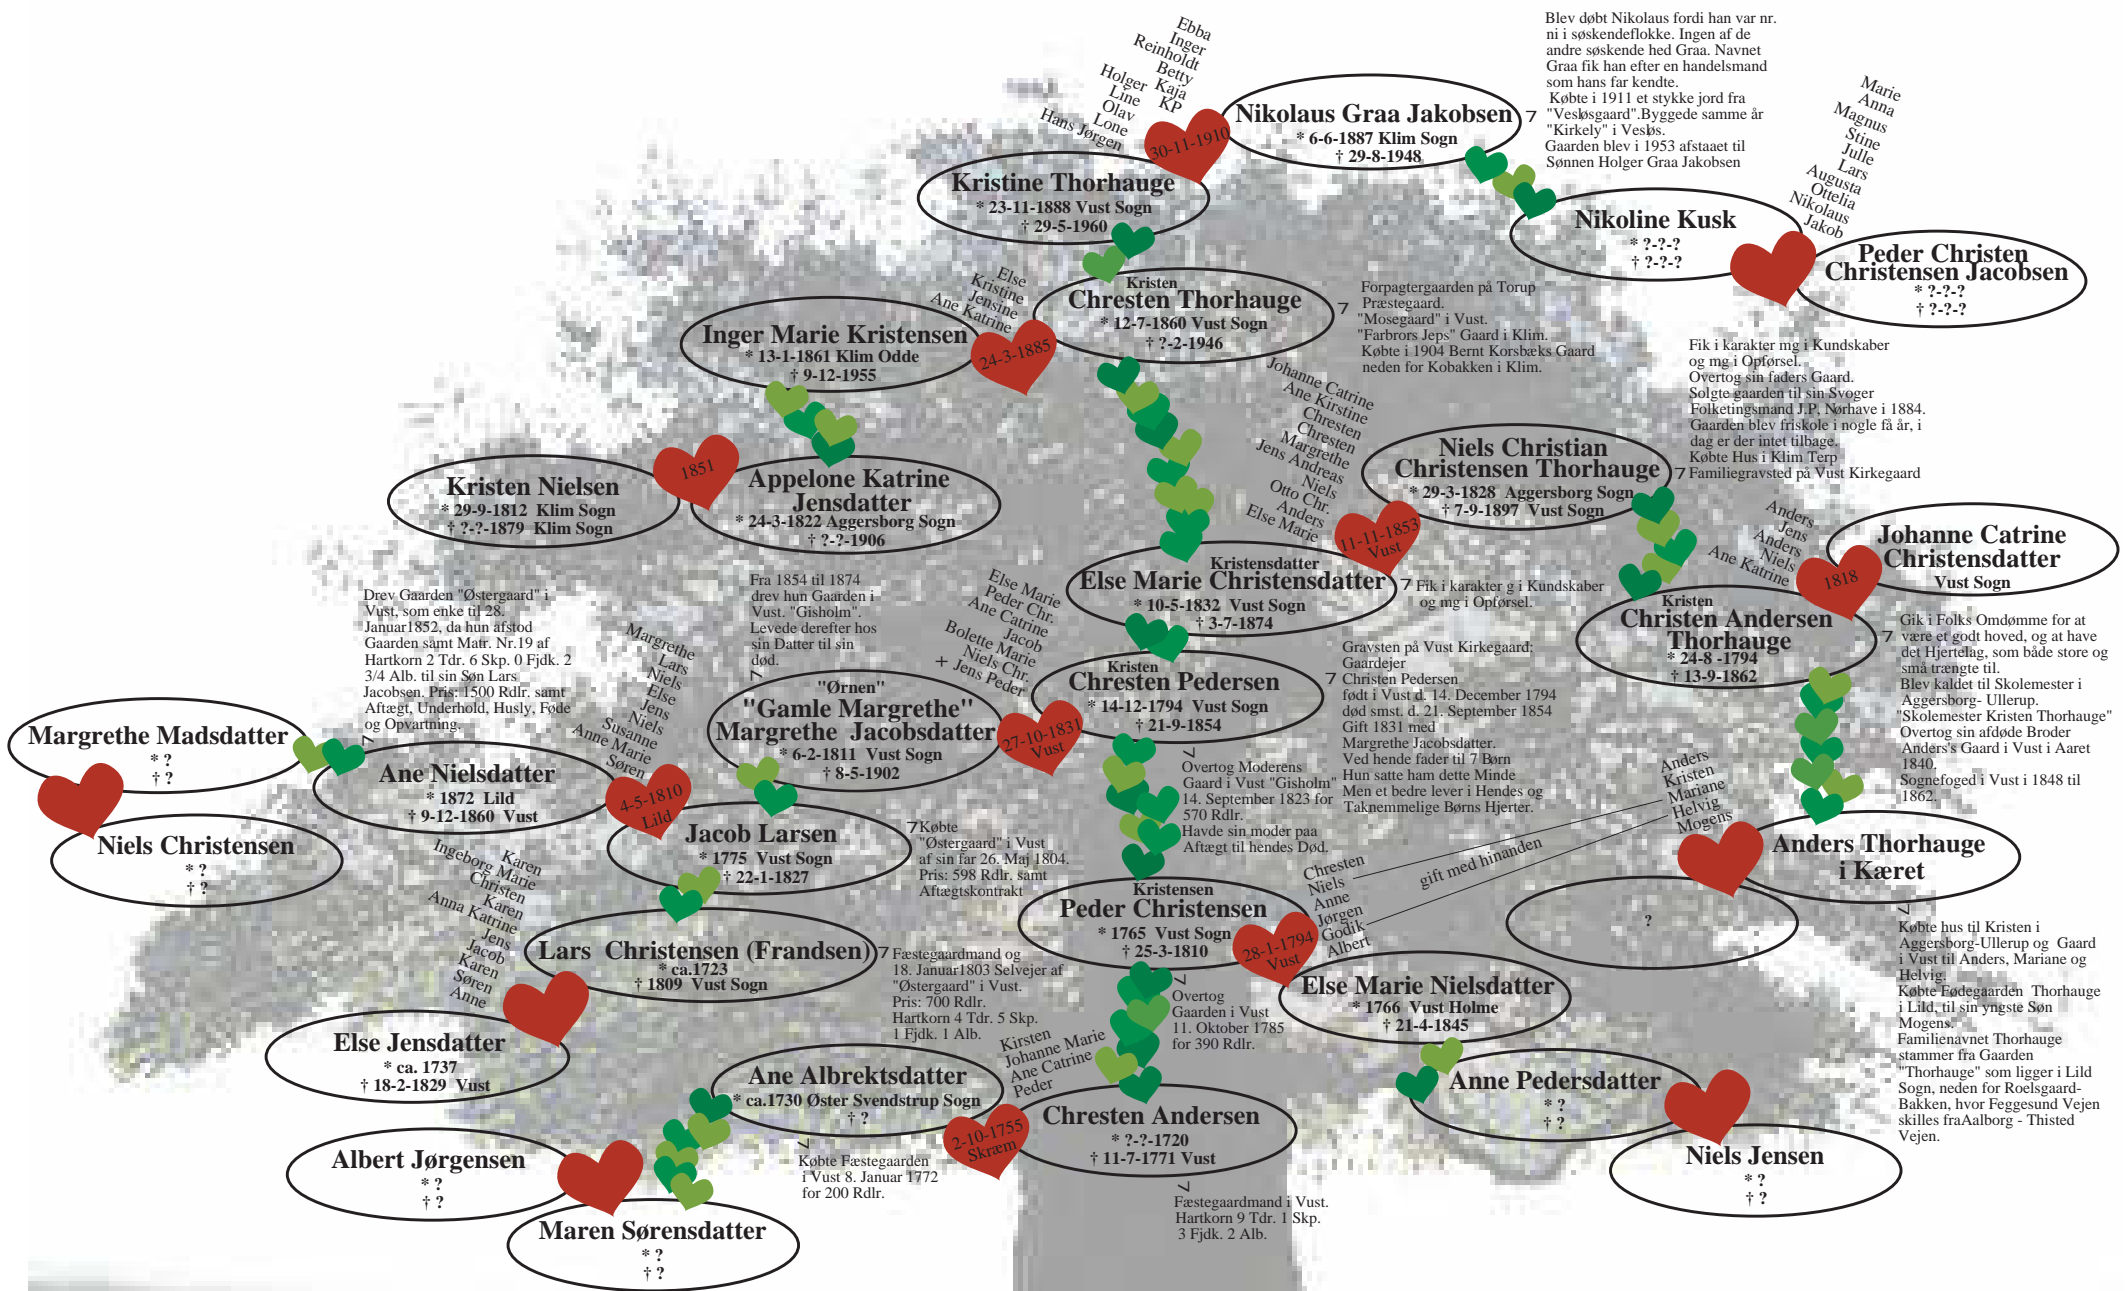 Ebba
Inger
Reinholdt
Betty
Kaja
KP
Holger
Line
Olav
Lone
Hans Jørgen
30-11-1910
Nikolaus Graa Jakobsen
* 6-6-1887 Klim Sogn
† 29-8-1948
7
Blev døbt Nikolaus fordi han var nr.
ni i søskendeflokke. Ingen af de
andre søskende hed Graa. Navnet
Graa fik han efter en handelsmand
som hans far kendte.
Købte i 1911 et stykke jord fra
"Vesløsgaard".Byggede samme år
"Kirkely" i Vesløs.
Gaarden blev i 1953 afstaaet til
Sønnen Holger Graa Jakobsen
Marie
Anna
Magnus
Stine
Julle
Lars
Augusta
Ottelia
Nikolaus
Jakob
Kristine Thorhauge
* 23-11-1888 Vust Sogn
† 29-5-1960
Nikoline Kusk
* ?-?-?
† ?-?-?
Peder Christen
Christensen Jacobsen
* ?-?-?
† ?-?-?
Else
Kristine
Jensine
Ane Katrine
24-3-1885
Kristen
Chresten Thorhauge
* 12-7-1860 Vust Sogn
† ?-2-1946
7
Forpagtergaarden på Torup
Præstegaard.
"Mosegaard" i Vust.
"Farbrors Jeps" Gaard i Klim.
Købte i 1904 Bernt Korsbæks Gaard
neden for Kobakken i Klim.
Inger Marie Kristensen
* 13-1-1861 Klim Odde
† 9-12-1955
Fik i karakter mg i Kundskaber
og mg i Opførsel.
Overtog sin faders Gaard.
Solgte gaarden til sin Svoger
Folketingsmand J.P. Nørhave i 1884.
Gaarden blev friskole i nogle få år, i
dag er der intet tilbage.
Købte Hus i Klim Terp
7 Familiegravsted på Vust Kirkegaard
Johanne Catrine
Ane Kirstine
Chresten
Chresten
Margrethe
Jens Andreas
Niels
Otto Chr.
Anders
Else Marie
11-11-1853
Vust
Niels Christian
Christensen Thorhauge
* 29-3-1828 Aggersborg Sogn
† 7-9-1897 Vust Sogn
Kristen Nielsen
* 29-9-1812 Klim Sogn
† ?-?-1879 Klim Sogn
1851
Appelone Katrine
Jensdatter
* 24-3-1822 Aggersborg Sogn
† ?-?-1906
Anders
Jens
Anders
Niels
Ane Katrine
1818
Johanne Catrine
Christensdatter
Vust Sogn
Kristensdatter
Else Marie Christensdatter
* 10-5-1832 Vust Sogn
† 3-7-1874
7 Fik i karakter g i Kundskaber
og mg i Opførsel.
Kristen
Christen Andersen
Thorhauge
* 24-8 -1794
† 13-9-1862
7
Gik i Folks Omdømme for at
være et godt hoved, og at have
det Hjertelag, som både store og
små trængte til.
Blev kaldet til Skolemester i
Aggersborg- Ullerup.
"Skolemester Kristen Thorhauge"
Overtog sin afdøde Broder
Anders's Gaard i Vust i Aaret
1840.
Sognefoged i Vust i 1848 til
1862.
Drev Gaarden "Østergaard" i
Vust, som enke til 28.
Januar1852, da hun afstod
Gaarden samt Matr. Nr.19 af
Hartkorn 2 Tdr. 6 Skp. 0 Fjdk. 2
3/4 Alb. til sin Søn Lars
Jacobsen. Pris: 1500 Rdlr. samt
Aftægt, Underhold, Husly, Føde
og Opvartning.
7
Fra 1854 til 1874
drev hun Gaarden i
Vust. "Gisholm".
Levede derefter hos
sin Datter til sin
død.
7
Else Marie
Peder Chr.
Ane Catrine
Jacob
Bolette Marie
Niels Chr.
+ Jens Peder
27-10-1831
Vust
Kristen
Chresten Pedersen
* 14-12-1794 Vust Sogn
† 21-9-1854
7
Gravsten på Vust Kirkegaard:
Gaardejer
Christen Pedersen
født i Vust d. 14. December 1794
død smst. d. 21. September 1854
Gift 1831 med
Margrethe Jacobsdatter.
Ved hende fader til 7 Børn
Hun satte ham dette Minde
Men et bedre lever i Hendes og
Taknemmelige Børns Hjerter.
"Ørnen"
"Gamle Margrethe"
Margrethe Jacobsdatter
* 6-2-1811 Vust Sogn
† 8-5-1902
Margrethe
Lars
Niels
Else
Jens
Niels
Susanne
Anne Marie
Søren
4-5-1810
Lild
Margrethe Madsdatter
* ?
† ?
Ane Nielsdatter
* 1872 Lild
† 9-12-1860 Vust
Niels Christensen
* ?
† ?
Jacob Larsen
* 1775 Vust Sogn
† 22-1-1827
7 Købte
"Østergaard" i Vust
af sin far 26. Maj 1804.
Pris: 598 Rdlr. samt
Aftægtskontrakt
7
Overtog Moderens
Gaard i Vust "Gisholm"
14. September 1823 for
570 Rdlr.
Havde sin moder paa
Aftægt til hendes Død.
Anders
Kristen
Mariane
Helvig
Mogens
Anders Thorhauge
i Kæret
gift med hinanden
Chresten
Niels
Anne
Jørgen
Godik
Albert
28-1-1794
Vust
Kristensen
Peder Christensen
* 1765 Vust Sogn
† 25-3-1810
?
7
Købte hus til Kristen i
Aggersborg-Ullerup og Gaard
i Vust til Anders, Mariane og
Helvig.
Købte Fødegaarden Thorhauge
i Lild, til sin yngste Søn
Mogens.
Familienavnet Thorhauge
stammer fra Gaarden
"Thorhauge" som ligger i Lild
Sogn, neden for Roelsgaard-
Bakken, hvor Feggesund Vejen
skilles fraAalborg - Thisted
Vejen.
Karen
Ingeborg Marie
Christen
Karen
Anna Katrine
Jens
Jacob
Karen
Søren
Anne
Lars Christensen (Frandsen)
* ca.1723
† 1809 Vust Sogn
7 Fæstegaardmand og
18. Januar1803 Selvejer af
"Østergaard" i Vust.
Pris: 700 Rdlr.
Hartkorn 4 Tdr. 5 Skp.
1 Fjdk. 1 Alb.
7
Overtog
Gaarden i Vust
11. Oktober 1785
for 390 Rdlr.
Else Marie Nielsdatter
* 1766 Vust Holme
† 21-4-1845
Else Jensdatter
* ca. 1737
† 18-2-1829 Vust
Kirsten
Johanne Marie
Ane Catrine
Peder
2-10-1755
Skræm
Ane Albrektsdatter
* ca.1730 Øster Svendstrup Sogn
† ?
Chresten Andersen
* ?-?-1720
† 11-7-1771 Vust
Anne Pedersdatter
* ?
† ?
Niels Jensen
* ?
† ?
Albert Jørgensen
* ?
† ?
7
Købte Fæstegaarden
i Vust 8. Januar 1772
for 200 Rdlr.
7
Fæstegaardmand i Vust.
Hartkorn 9 Tdr. 1 Skp.
3 Fjdk. 2 Alb.
Maren Sørensdatter
* ?
† ?